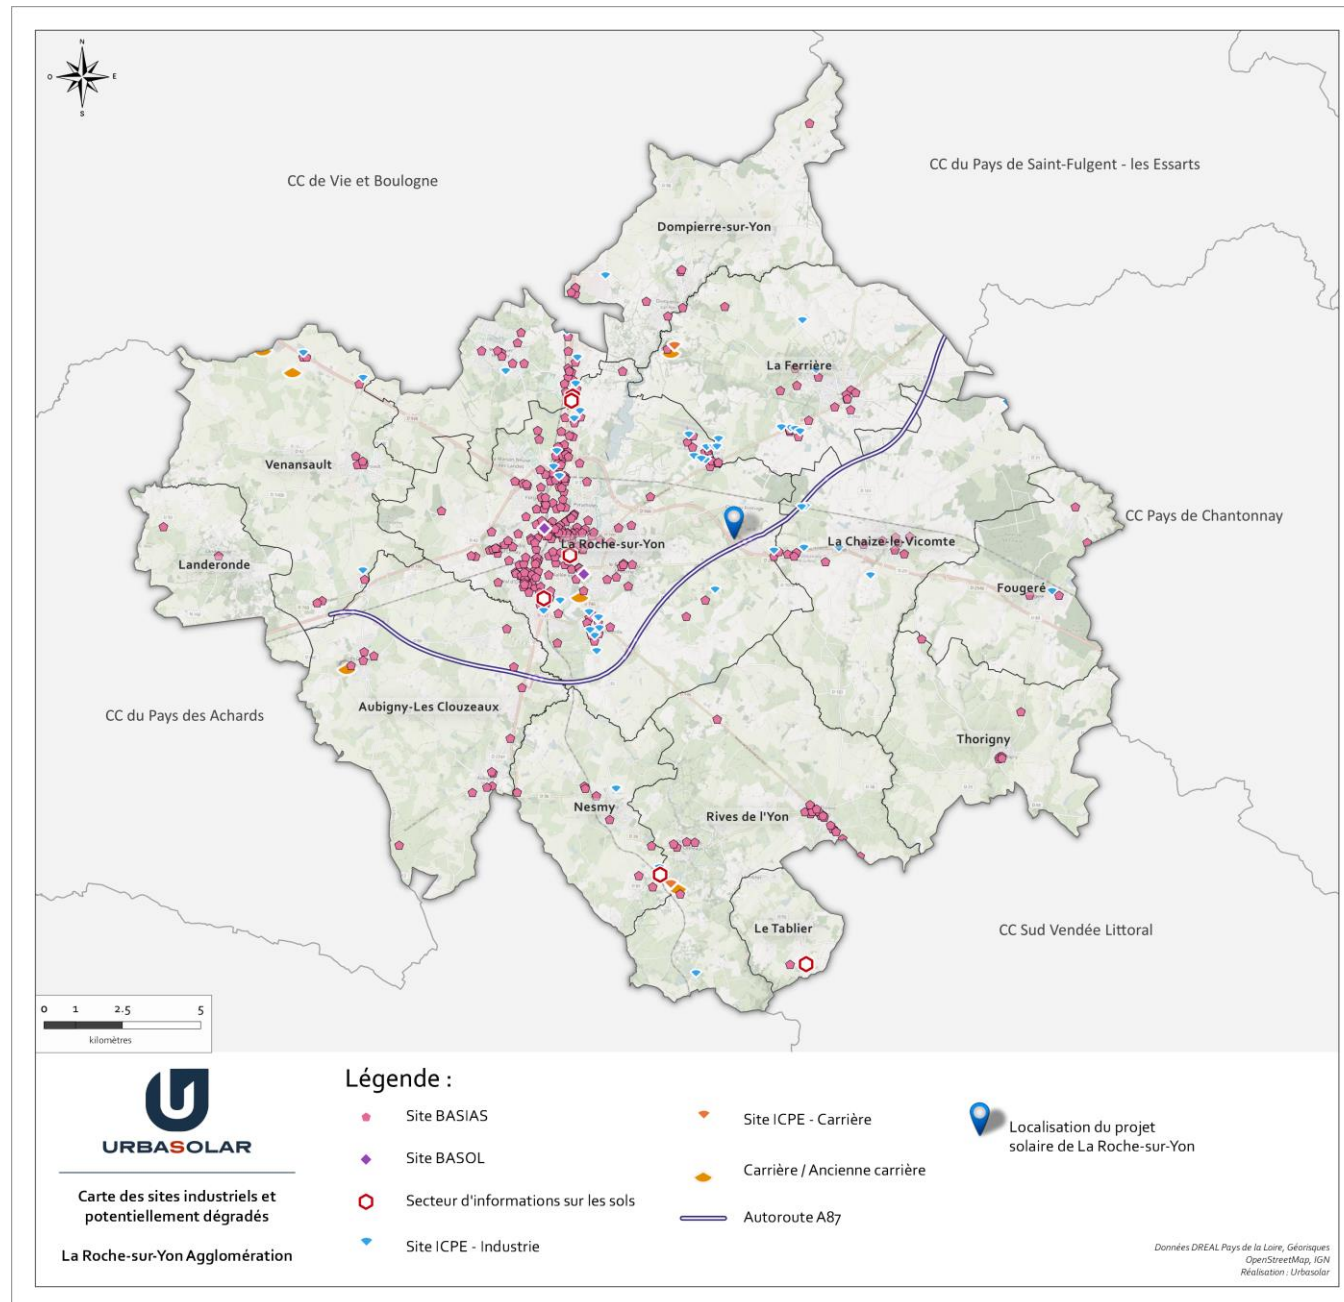 N
O
E
S
CC de Vie et Boulogne
CC du Pays de Saint-Fulgent - les Essarts
Dompierre-sur-Yon
La Ferrière
Venansault
CC Pays de Chantonnay
La Roche-sur-Yon
La Chaize-le-Vicomte
Landeronde
Fougeré
CC du Pays des Achards
Aubigny-Les Clouzeaux
Thorigny
Nesmy
Rives de l'Yon
Le Tablier
CC Sud Vendée Littoral
0 1 2.5 5
kilomètres
URBASOLAR
Carte des sites industriels et
potentiellement dégradés
La Roche-sur-Yon Agglomération
Légende :
Site BASIAS
Site BASOL
Secteur d'informations sur les sols
Site ICPE - Industrie
Site ICPE - Carrière
Carrière / Ancienne carrière
Autoroute A87
Localisation du projet
solaire de La Roche-sur-Yon
Données DREAL Pays de la Loire, Géorisques
OpenStreetMap, IGN
Réalisation : Urbasolar